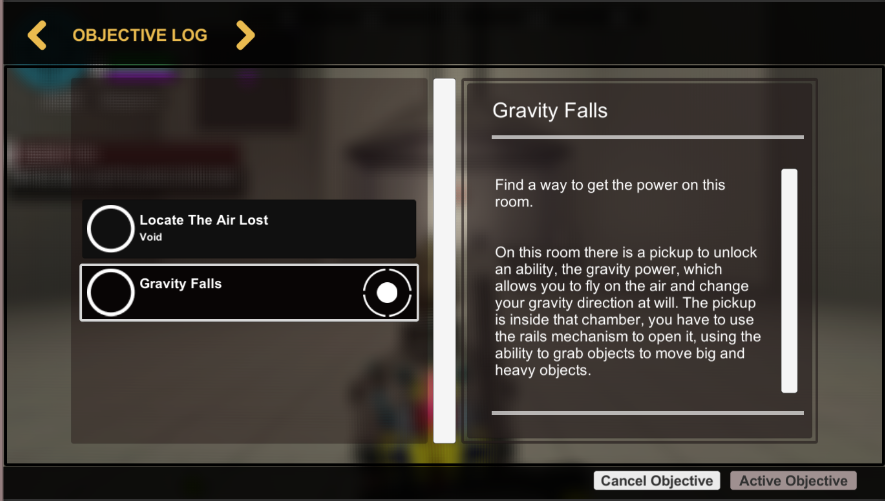 OBJECTIVE LOG
Locate The Air Lost
Void
Gravity Falls
Gravity Falls
Find a way to get the power on this
room.
On this room there is a pickup to unlock
an ability, the gravity power, which
allows you to fly on the air and change
your gravity direction at will. The pickup
is inside that chamber, you have to use
the rails mechanism to open it, using the
ability to grab objects to move big and
heavy objects.
Cancel Objective
Active Objective